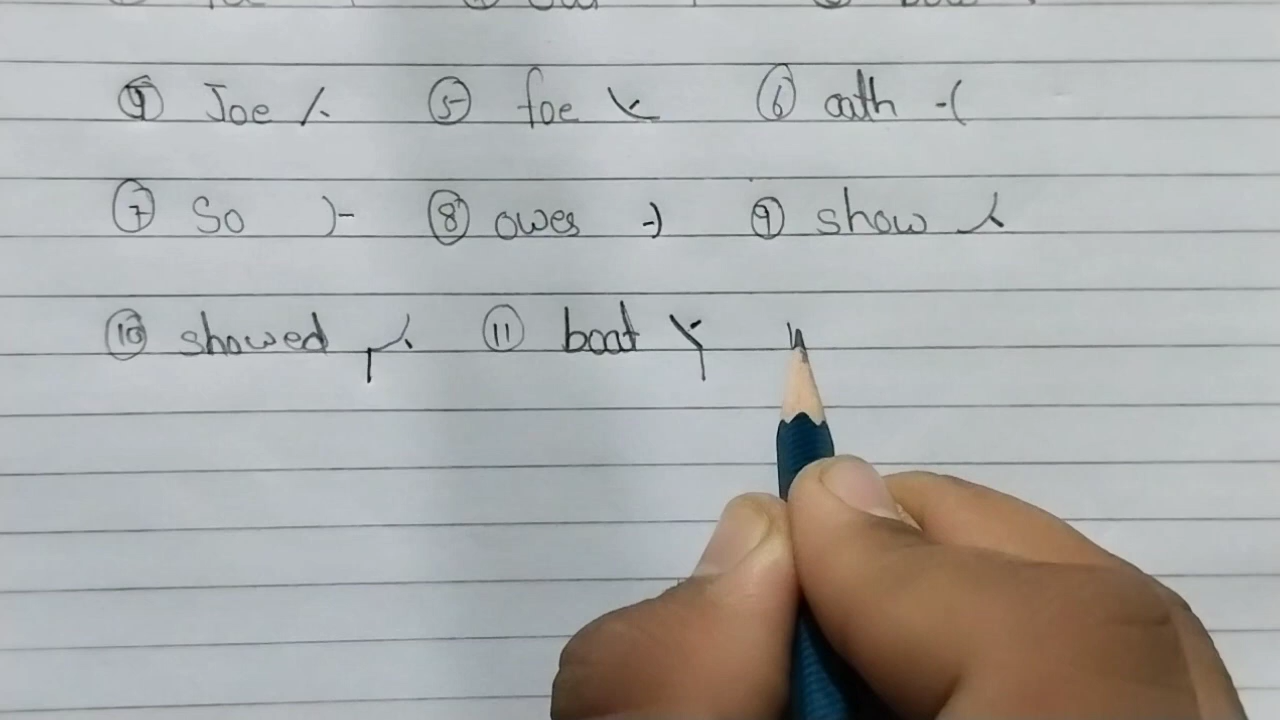 ④ Joe ⑤ foe ⑥ oath
⑦ So ⑧ owes ⑨ show
⑩ showed ⑪ boat